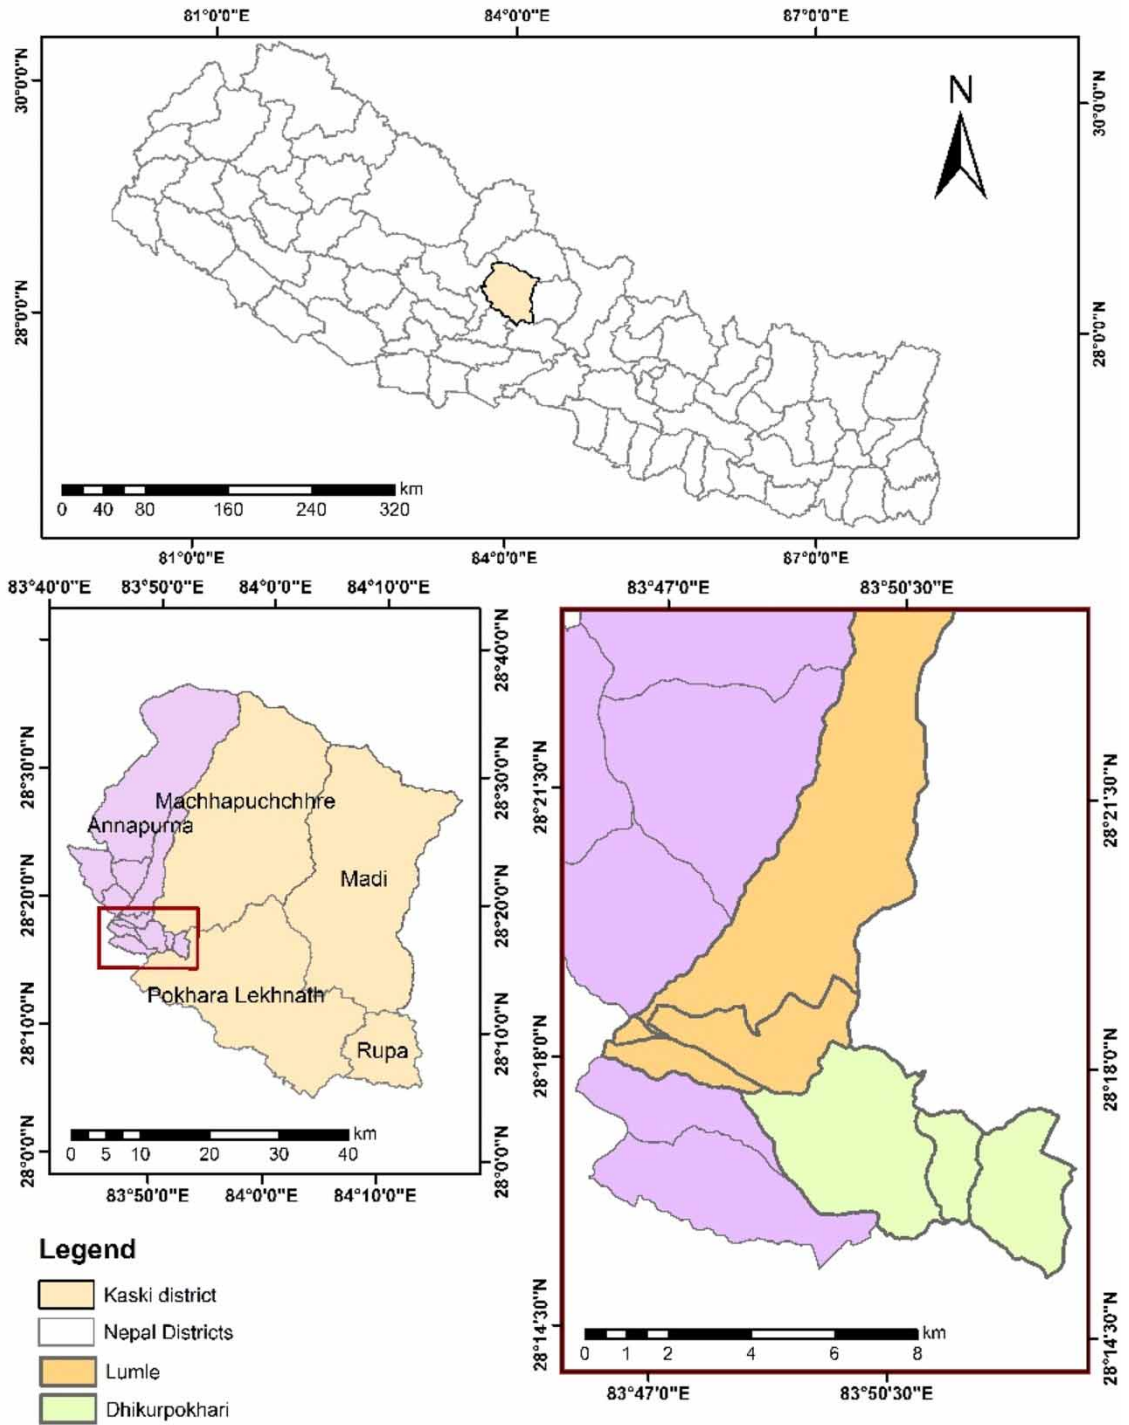 81°0'0"E 84°0'0"E 87°0'0"E
30°0'0"N
30°0'0"N
N
28°0'0"N
28°0'0"N
km
0 40 80 160 240 320
81°0'0"E 84°0'0"E 87°0'0"E
83°40'0"E 83°50'0"E 84°0'0"E 84°10'0"E
28°40'0"N
28°30'0"N
28°30'0"N
Machhapuchchhre
Annapurna
Madi
28°20'0"N
28°20'0"N
Pokhara Lekhnath
28°10'0"N
28°10'0"N
Rupa
km
0 5 10 20 30 40
28°0'0"N
28°0'0"N
83°50'0"E 84°0'0"E 84°10'0"E
83°47'0"E 83°50'30"E
28°21'30"N
28°21'30"N
28°18'0"N
28°18'0"N
28°14'30"N
28°14'30"N
km
0 1 2 4 6 8
83°47'0"E 83°50'30"E
Legend
Kaski district
Nepal Districts
Lumle
Dhikurpokhari